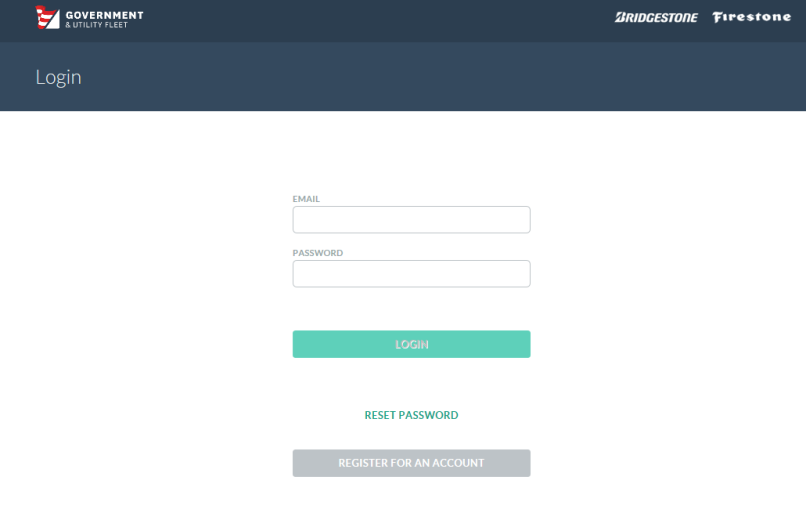 GOVERNMENT
& UTILITY FLEET
BRIDGESTONE
Firestone
Login
EMAIL
PASSWORD
LOGIN
RESET PASSWORD
REGISTER FOR AN ACCOUNT